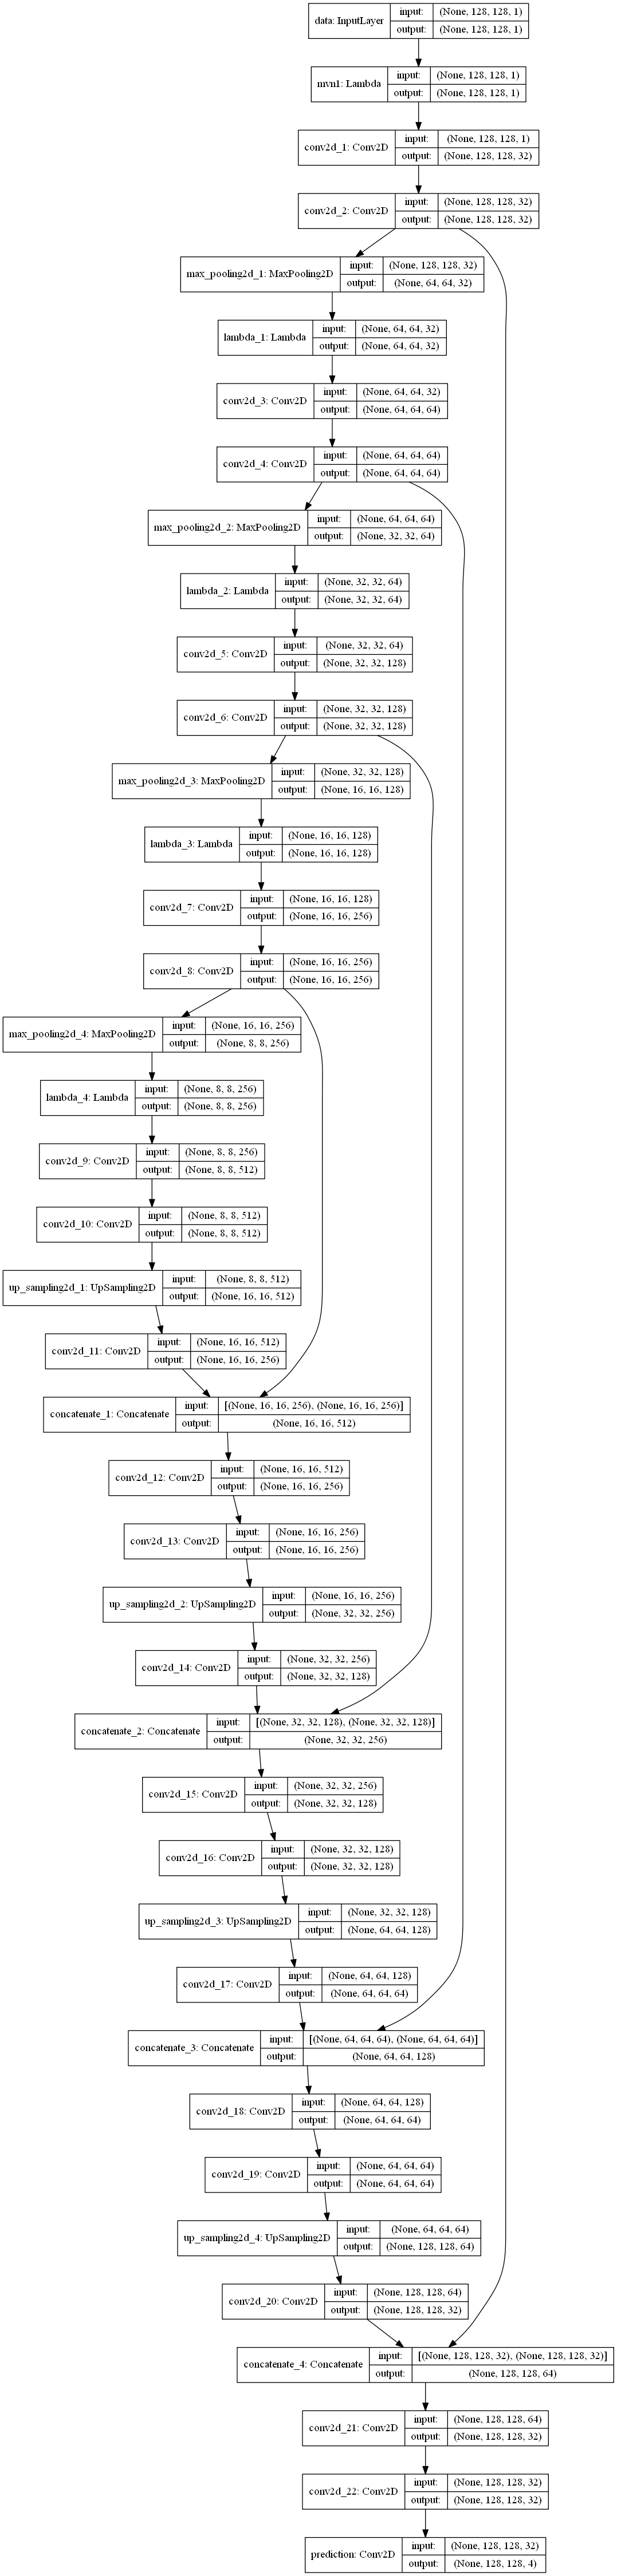 data: InputLayer
input: (None, 128, 128, 1)
output: (None, 128, 128, 1)
mvn1: Lambda
input: (None, 128, 128, 1)
output: (None, 128, 128, 1)
conv2d_1: Conv2D
input: (None, 128, 128, 1)
output: (None, 128, 128, 32)
conv2d_2: Conv2D
input: (None, 128, 128, 32)
output: (None, 128, 128, 32)
max_pooling2d_1: MaxPooling2D
input: (None, 128, 128, 32)
output: (None, 64, 64, 32)
lambda_1: Lambda
input: (None, 64, 64, 32)
output: (None, 64, 64, 32)
conv2d_3: Conv2D
input: (None, 64, 64, 32)
output: (None, 64, 64, 64)
conv2d_4: Conv2D
input: (None, 64, 64, 64)
output: (None, 64, 64, 64)
max_pooling2d_2: MaxPooling2D
input: (None, 64, 64, 64)
output: (None, 32, 32, 64)
lambda_2: Lambda
input: (None, 32, 32, 64)
output: (None, 32, 32, 64)
conv2d_5: Conv2D
input: (None, 32, 32, 64)
output: (None, 32, 32, 128)
conv2d_6: Conv2D
input: (None, 32, 32, 128)
output: (None, 32, 32, 128)
max_pooling2d_3: MaxPooling2D
input: (None, 32, 32, 128)
output: (None, 16, 16, 128)
lambda_3: Lambda
input: (None, 16, 16, 128)
output: (None, 16, 16, 128)
conv2d_7: Conv2D
input: (None, 16, 16, 128)
output: (None, 16, 16, 256)
conv2d_8: Conv2D
input: (None, 16, 16, 256)
output: (None, 16, 16, 256)
max_pooling2d_4: MaxPooling2D
input: (None, 16, 16, 256)
output: (None, 8, 8, 256)
lambda_4: Lambda
input: (None, 8, 8, 256)
output: (None, 8, 8, 256)
conv2d_9: Conv2D
input: (None, 8, 8, 256)
output: (None, 8, 8, 512)
conv2d_10: Conv2D
input: (None, 8, 8, 512)
output: (None, 8, 8, 512)
up_sampling2d_1: UpSampling2D
input: (None, 8, 8, 512)
output: (None, 16, 16, 512)
conv2d_11: Conv2D
input: (None, 16, 16, 512)
output: (None, 16, 16, 256)
concatenate_1: Concatenate
input: [(None, 16, 16, 256), (None, 16, 16, 256)]
output: (None, 16, 16, 512)
conv2d_12: Conv2D
input: (None, 16, 16, 512)
output: (None, 16, 16, 256)
conv2d_13: Conv2D
input: (None, 16, 16, 256)
output: (None, 16, 16, 256)
up_sampling2d_2: UpSampling2D
input: (None, 16, 16, 256)
output: (None, 32, 32, 256)
conv2d_14: Conv2D
input: (None, 32, 32, 256)
output: (None, 32, 32, 128)
concatenate_2: Concatenate
input: [(None, 32, 32, 128), (None, 32, 32, 128)]
output: (None, 32, 32, 256)
conv2d_15: Conv2D
input: (None, 32, 32, 256)
output: (None, 32, 32, 128)
conv2d_16: Conv2D
input: (None, 32, 32, 128)
output: (None, 32, 32, 128)
up_sampling2d_3: UpSampling2D
input: (None, 32, 32, 128)
output: (None, 64, 64, 128)
conv2d_17: Conv2D
input: (None, 64, 64, 128)
output: (None, 64, 64, 64)
concatenate_3: Concatenate
input: [(None, 64, 64, 64), (None, 64, 64, 64)]
output: (None, 64, 64, 128)
conv2d_18: Conv2D
input: (None, 64, 64, 128)
output: (None, 64, 64, 64)
conv2d_19: Conv2D
input: (None, 64, 64, 64)
output: (None, 64, 64, 64)
up_sampling2d_4: UpSampling2D
input: (None, 64, 64, 64)
output: (None, 128, 128, 64)
conv2d_20: Conv2D
input: (None, 128, 128, 64)
output: (None, 128, 128, 32)
concatenate_4: Concatenate
input: [(None, 128, 128, 32), (None, 128, 128, 32)]
output: (None, 128, 128, 64)
conv2d_21: Conv2D
input: (None, 128, 128, 64)
output: (None, 128, 128, 32)
conv2d_22: Conv2D
input: (None, 128, 128, 32)
output: (None, 128, 128, 32)
prediction: Conv2D
input: (None, 128, 128, 32)
output: (None, 128, 128, 4)